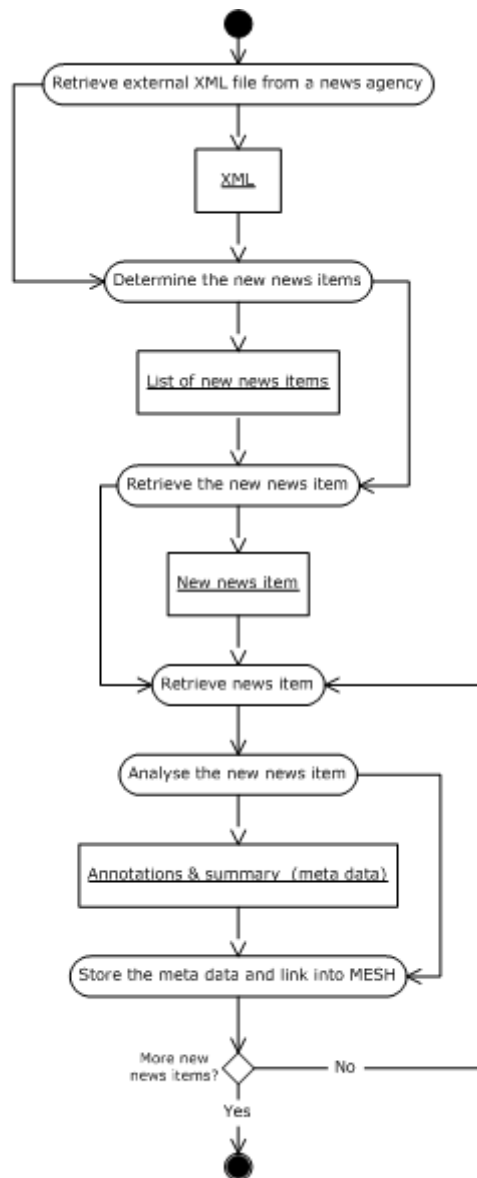 Retrieve external XML file from a news agency
XML
Determine the new news items
List of new news items
Retrieve the new news item
New news item
Retrieve news item
Analyse the new news item
Annotations & summary (meta data)
Store the meta data and link into MESH
More new
news items?
No
Yes